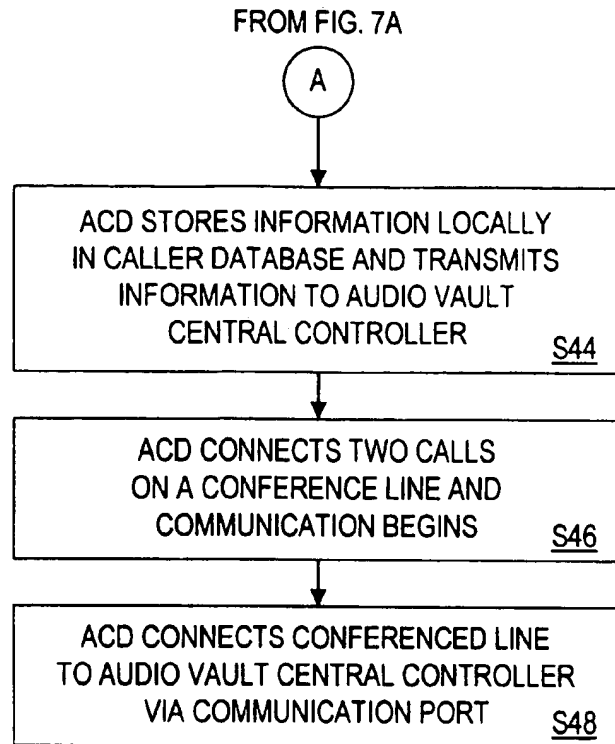 FROM FIG. 7A
A
ACD STORES INFORMATION LOCALLY
IN CALLER DATABASE AND TRANSMITS
INFORMATION TO AUDIO VAULT
CENTRAL CONTROLLER
S44
ACD CONNECTS TWO CALLS
ON A CONFERENCE LINE AND
COMMUNICATION BEGINS
S46
ACD CONNECTS CONFERENCED LINE
TO AUDIO VAULT CENTRAL CONTROLLER
VIA COMMUNICATION PORT
S48